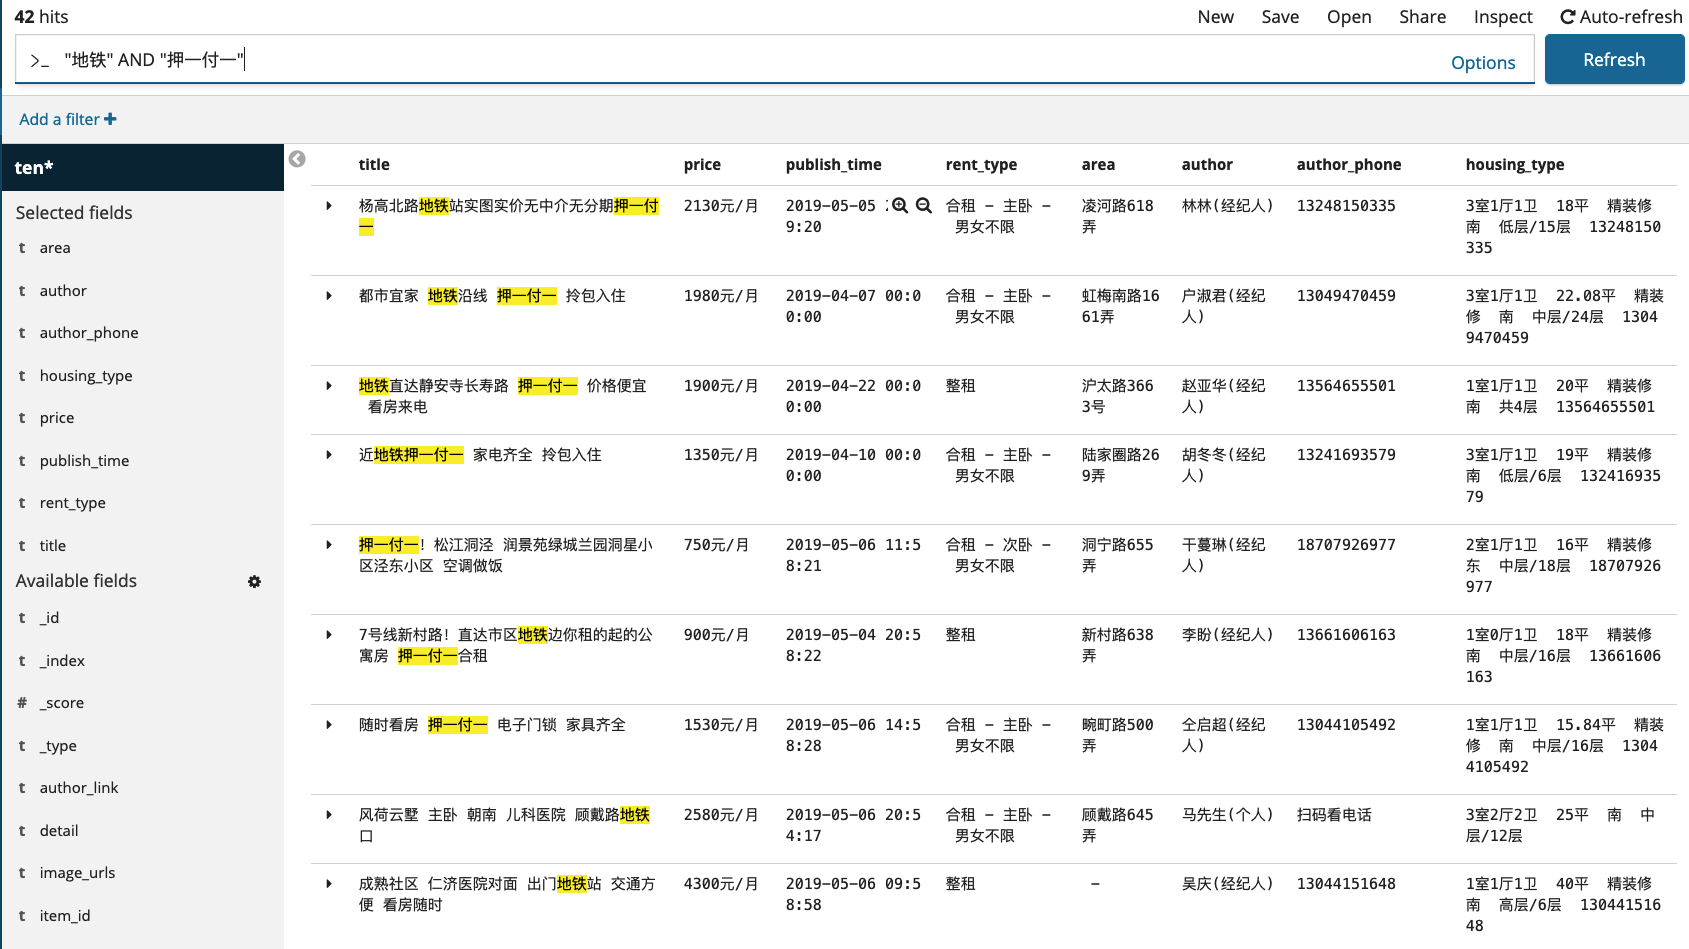 42 hits
New Save Open Share Inspect Auto-refresh
>_ "地铁" AND "押一付一"
Options
Refresh
Add a filter
ten*
Selected fields
t area
t author
t author_phone
t housing_type
t price
t publish_time
t rent_type
t title
Available fields
t _id
t _index
# _score
t _type
t author_link
t detail
t image_urls
t item_id
title price publish_time rent_type area author author_phone housing_type
杨高北路地铁站实图实价无中介无分期押一付 2130元/月 2019-05-05 合租 - 主卧 - 凌河路618 林林(经纪人) 13248150335 3室1厅1卫 18平 精装修
一 9:20 男女不限 弄 南 低层/15层 13248150
335
都市宜家 地铁沿线 押一付一 拎包入住 1980元/月 2019-04-07 00:0 合租 - 主卧 - 虹梅南路16 户淑君(经纪 13049470459 3室1厅1卫 22.08平 精装
0:00 男女不限 61弄 人) 修 南 中层/24层 1304
9470459
地铁直达静安寺长寿路 押一付一 价格便宜 1900元/月 2019-04-22 00:0 整租 沪太路366 赵亚华(经纪 13564655501 1室1厅1卫 20平 精装修
看房来电 0:00 3号 人) 南 共4层 13564655501
近地铁押一付一 家电齐全 拎包入住 1350元/月 2019-04-10 00:0 合租 - 主卧 - 陆家圈路26 胡冬冬(经纪 13241693579 3室1厅1卫 19平 精装修
0:00 男女不限 9弄 人) 南 低层/6层 132416935
79
押一付一! 松江洞泾 润景苑绿城兰园洞星小 750元/月 2019-05-06 11:5 合租 - 次卧 - 洞宁路655 干蔓琳(经纪 18707926977 2室1厅1卫 16平 精装修
区泾东小区 空调做饭 8:21 男女不限 弄 人) 东 中层/18层 18707926
977
7号线新村路! 直达市区地铁边你租的起的公 900元/月 2019-05-04 20:5 整租 新村路638 李盼(经纪人) 13661606163 1室0厅1卫 18平 精装修
寓房 押一付一合租 8:22 弄 南 中层/16层 13661606
163
随时看房 押一付一 电子门锁 家具齐全 1530元/月 2019-05-06 14:5 合租 - 主卧 - 畹町路500 仝启超(经纪 13044105492 1室1厅1卫 15.84平 精装
8:28 男女不限 弄 人) 修 南 中层/16层 1304
4105492
风荷云墅 主卧 朝南 儿科医院 顾戴路地铁 2580元/月 2019-05-06 20:5 合租 - 主卧 - 顾戴路645 马先生(个人) 扫码看电话 3室2厅2卫 25平 南 中
口 4:17 男女不限 弄 层/12层
成熟社区 仁济医院对面 出门地铁站 交通方 4300元/月 2019-05-06 09:5 整租 - 吴庆(经纪人) 13044151648 1室1厅1卫 40平 精装修
便 看房随时 8:58 南 高层/6层 130441516
48